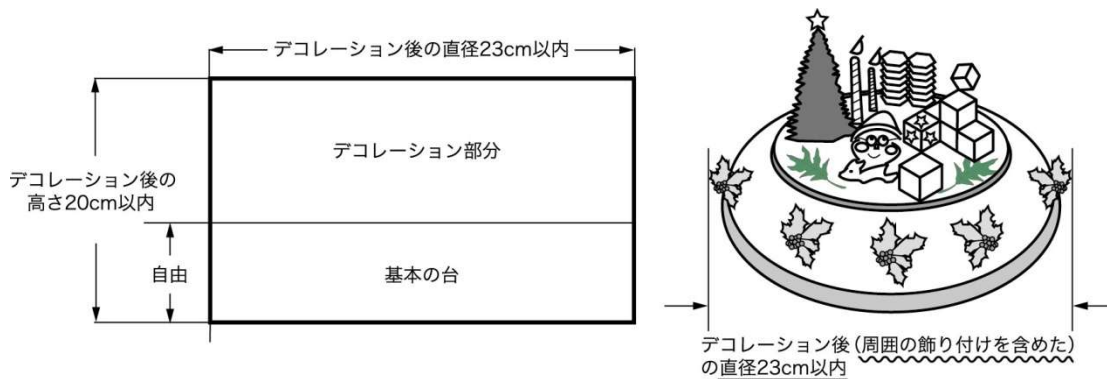 デコレーション後の直径23cm以内
デコレーション部分
デコレーション後の
高さ20cm以内
自由
基本の台
デコレーション後(周囲の飾り付けを含めた)
の直径23cm以内